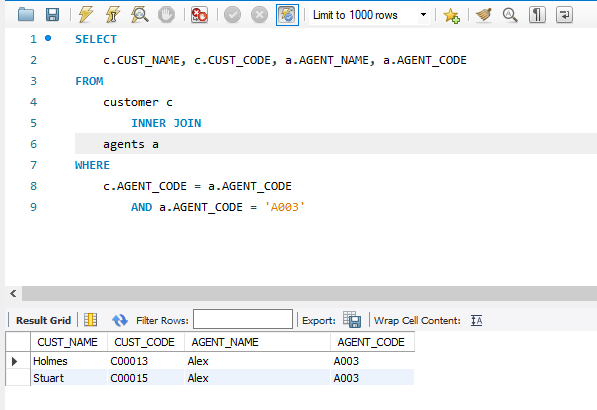 Limit to 1000 rows
1 SELECT
2 c.CUST_NAME, c.CUST_CODE, a.AGENT_NAME, a.AGENT_CODE
3 FROM
4 customer c
5 INNER JOIN
6 agents a
7 WHERE
8 c.AGENT_CODE = a.AGENT_CODE
9 AND a.AGENT_CODE = 'A003'
Result Grid Filter Rows: Export: Wrap Cell Content: IA
CUST_NAME CUST_CODE AGENT_NAME AGENT_CODE
Holmes C00013 Alex A003
Stuart C00015 Alex A003